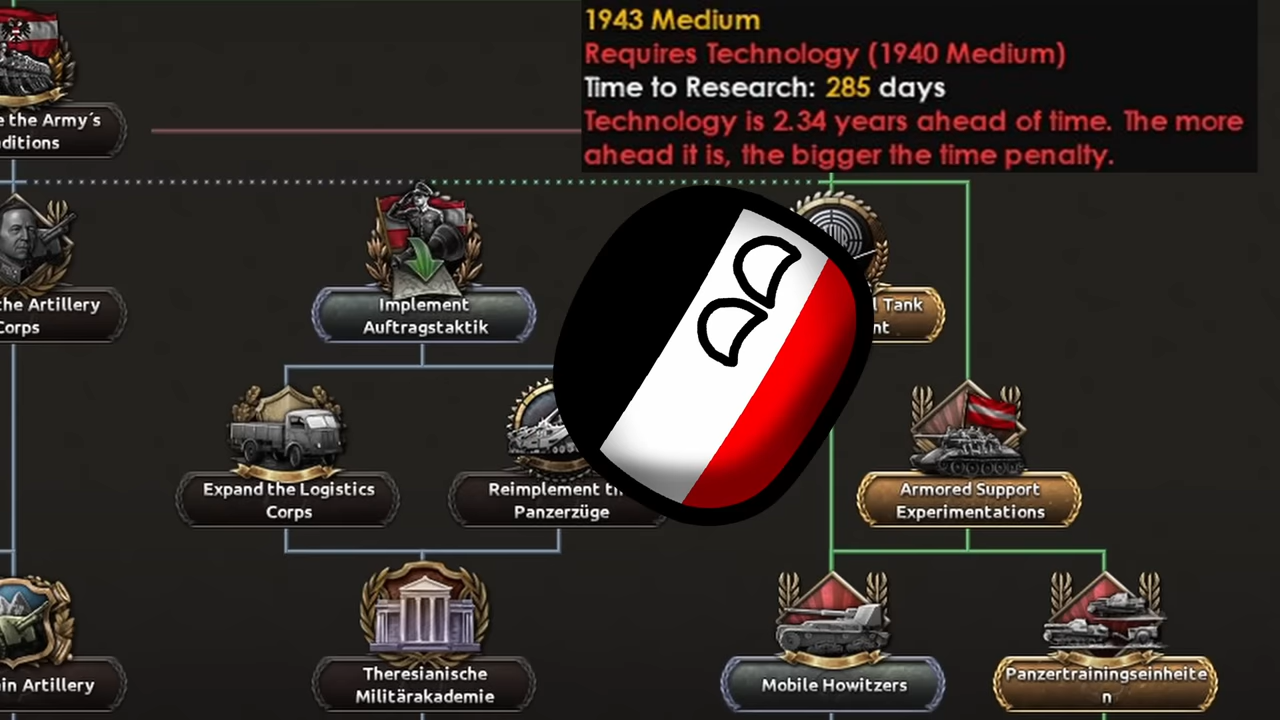 1943 Medium
Requires Technology (1940 Medium)
Time to Research: 285 days
Technology is 2.34 years ahead of time. The more
ahead it is, the bigger the time penalty.
the Army´s
Implement
Auftragstaktik
the Artillery
Corps
Tank
Expand the Logistics
Corps
Reimplement
Panzerzüge
Armored Support
Experimentations
Artillery
Theresianische
Militärakademie
Mobile Howitzers
Panzertrainingseinheite
n